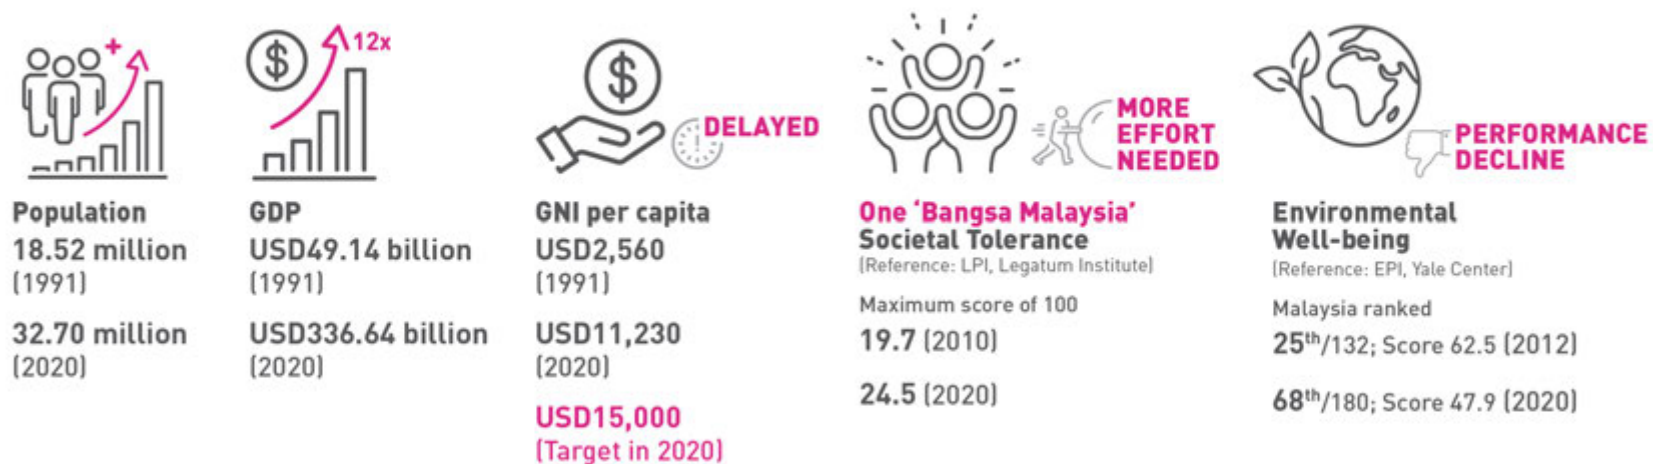 +
Population
18.52 million
(1991)
32.70 million
(2020)
$
12x
GDP
USD49.14 billion
(1991)
USD336.64 billion
(2020)
$
DELAYED
GNI per capita
USD2,560
(1991)
USD11,230
(2020)
USD15,000
(Target in 2020)
MORE
EFFORT
NEEDED
One ‘Bangsa Malaysia’
Societal Tolerance
(Reference: LPI, Legatum Institute)
Maximum score of 100
19.7 (2010)
24.5 (2020)
PERFORMANCE
DECLINE
Environmental
Well-being
(Reference: EPI, Yale Center)
Malaysia ranked
25th/132; Score 62.5 (2012)
68th/180; Score 47.9 (2020)